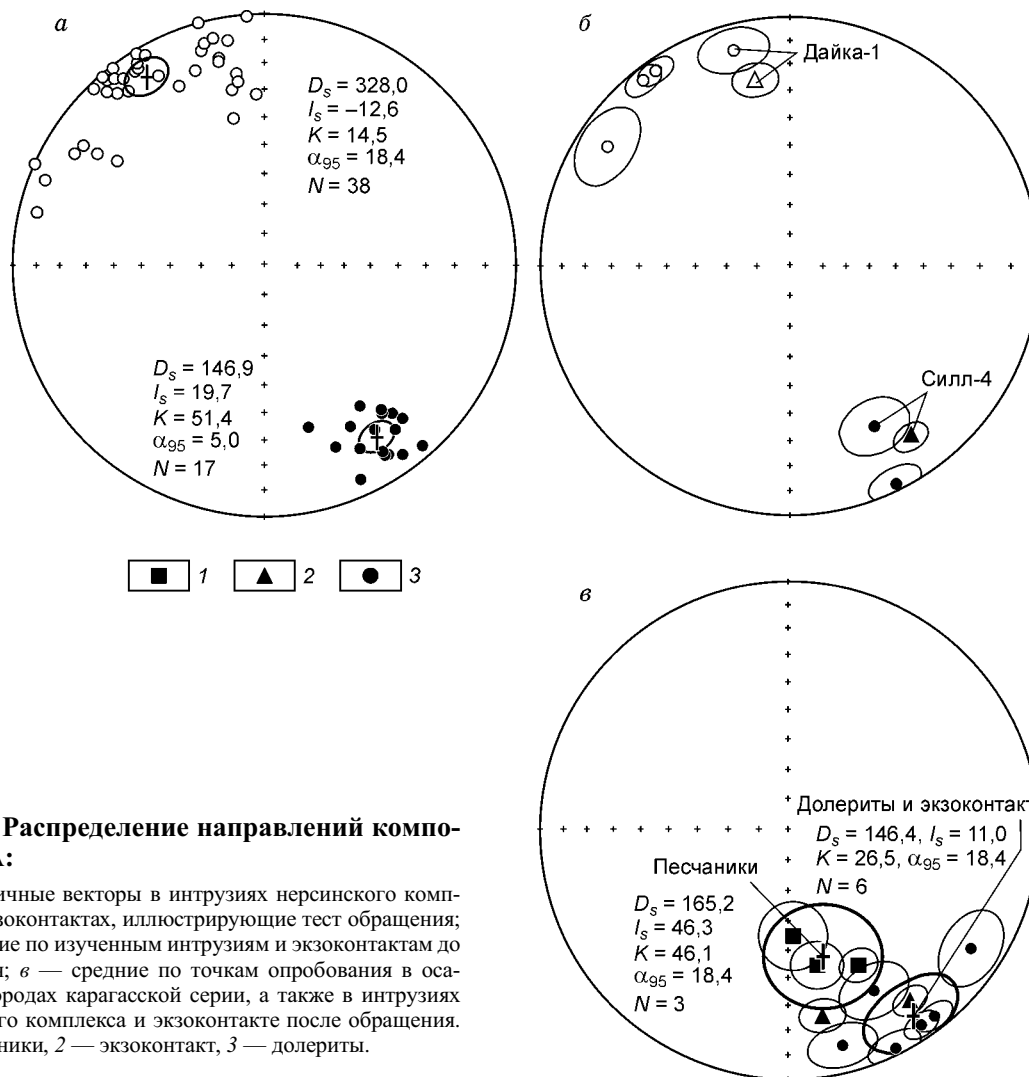 а
D_s = 328,0
I_s = –12,6
K = 14,5
α_95 = 18,4
N = 38
D_s = 146,9
I_s = 19,7
K = 51,4
α_95 = 5,0
N = 17
б
Дайка-1
Силл-4
1 2 3
в
Долериты и экзоконтакт
D_s = 146,4, I_s = 11,0
K = 26,5, α_95 = 18,4
N = 6
Песчаники
D_s = 165,2
I_s = 46,3
K = 46,1
α_95 = 18,4
N = 3
Распределение направлений компо-
А:
ичные векторы в интрузиях нерсинского комп-
зоконтактах, иллюстрирующие тест обращения;
ие по изученным интрузиям и экзоконтактам до
я; в — средние по точкам опробования в оса-
ородах карагасской серии, а также в интрузиях
го комплекса и экзоконтакте после обращения.
ники, 2 — экзоконтакт, 3 — долериты.